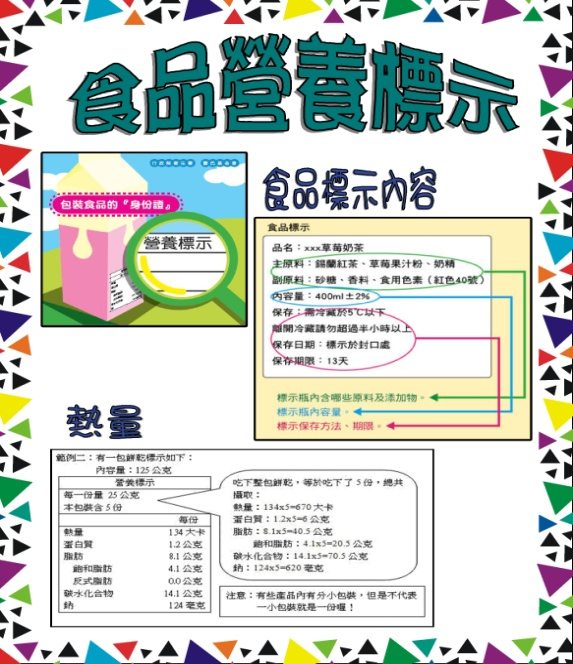 食品營養標示
包裝食品的『身份證』
營養標示
食品標示內容
食品標示
品名：xxx草莓奶茶
主原料：錫蘭紅茶、草莓果汁粉、奶精
副原料：砂糖、香料、食用色素（紅色40號）
內容量：400ml±2%
保存：需冷藏於5℃以下
離開冷藏請勿超過半小時以上
保存日期：標示於封口處
保存期限：13天
標示瓶內含哪些原料及添加物。
標示瓶內容量。
標示保存方法、期限。
熱量
範例二：有一包餅乾標示如下：
內容量：125公克
營養標示
每一份量 25公克
本包裝含5份
每份
熱量 134大卡
蛋白質 1.2公克
脂肪 8.1公克
飽和脂肪 4.1公克
反式脂肪 0.0公克
碳水化合物 14.1公克
鈉 124毫克
吃下整包餅乾，等於吃下了5份，總共
攝取：
熱量：134x5=670大卡
蛋白質：1.2x5=6公克
脂肪：8.1x5=40.5公克
飽和脂肪：4.1x5=20.5公克
碳水化合物：14.1x5=70.5公克
鈉：124x5=620毫克
注意：有些產品內有分小包裝，但是不代表
一小包裝就是一份喔！